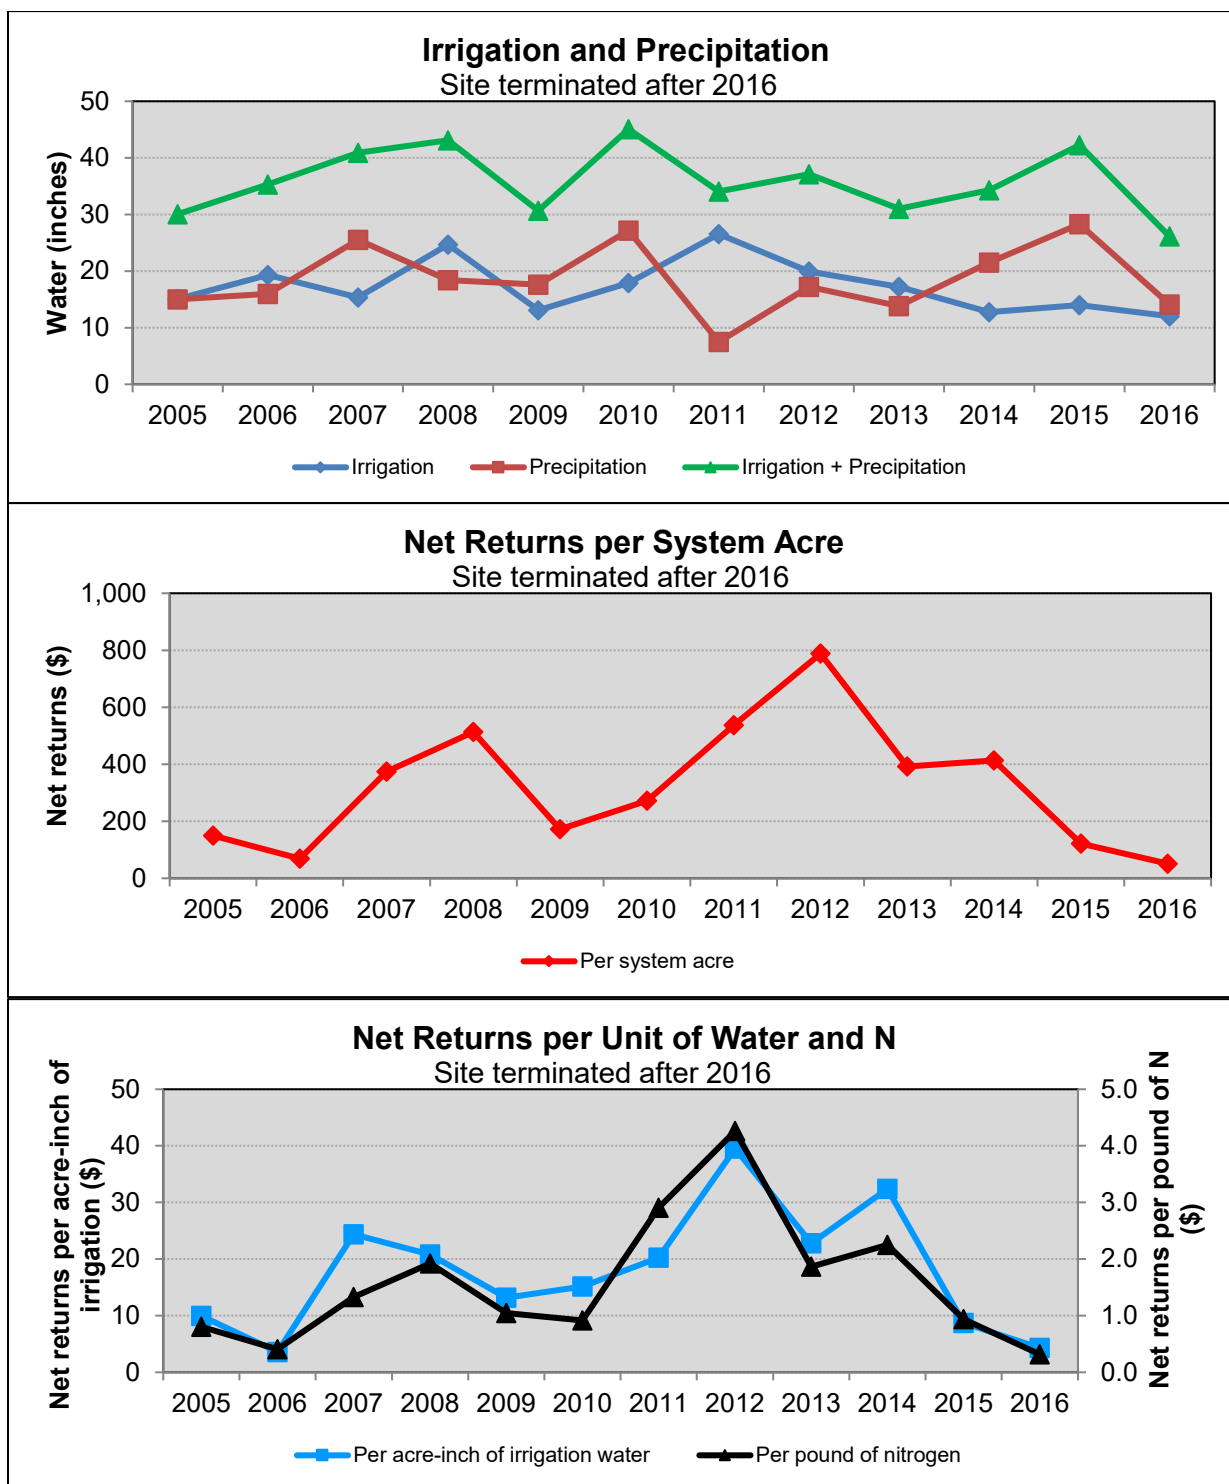 Irrigation and Precipitation
Site terminated after 2016
Water (inches)
50
40
30
20
10
0
2005 2006 2007 2008 2009 2010 2011 2012 2013 2014 2015 2016
Irrigation Precipitation Irrigation + Precipitation
Net Returns per System Acre
Site terminated after 2016
Net returns ($)
1,000
800
600
400
200
0
2005 2006 2007 2008 2009 2010 2011 2012 2013 2014 2015 2016
Per system acre
Net Returns per Unit of Water and N
Site terminated after 2016
Net returns per acre-inch of
irrigation ($)
50
40
30
20
10
0
5.0
4.0
3.0
2.0
1.0
0.0
Net returns per pound of N
($)
2005 2006 2007 2008 2009 2010 2011 2012 2013 2014 2015 2016
Per acre-inch of irrigation water Per pound of nitrogen